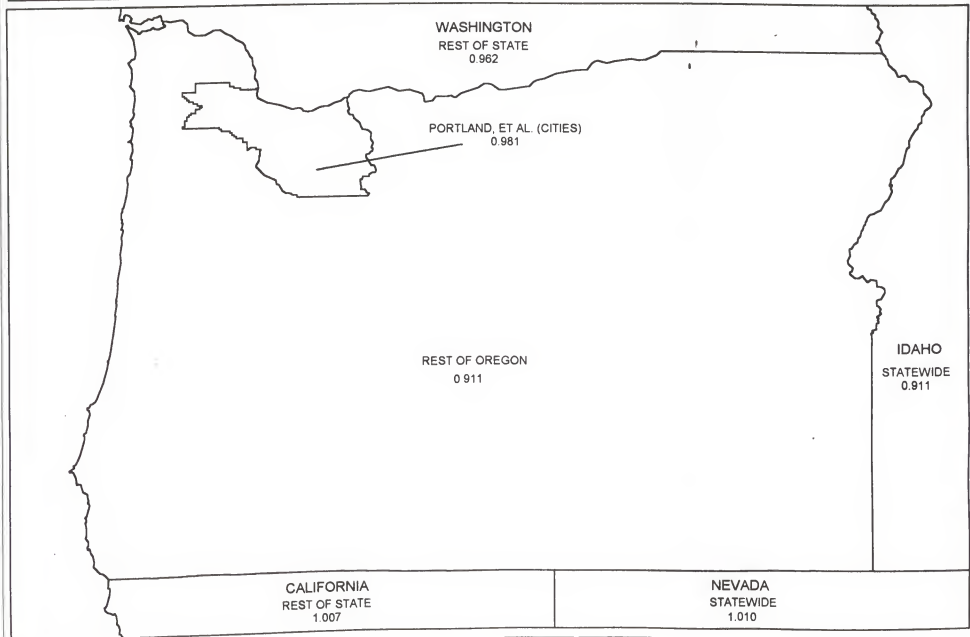 WASHINGTON
REST OF STATE
0.962
PORTLAND, ET AL. (CITIES)
0.981
REST OF OREGON
0 911
IDAHO
STATEWIDE
0.911
CALIFORNIA
REST OF STATE
1.007
NEVADA
STATEWIDE
1.010